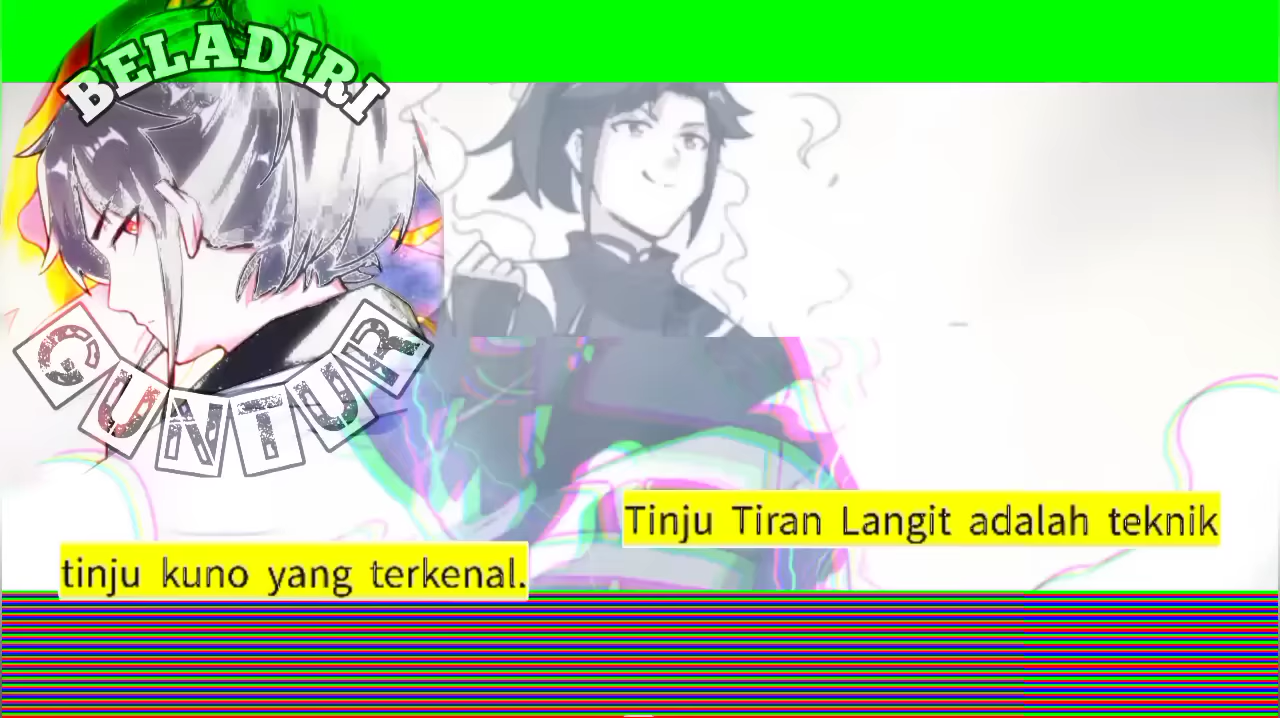 BELADIRI
GUNTUR
Tinju Tiran Langit adalah teknik
tinju kuno yang terkenal.